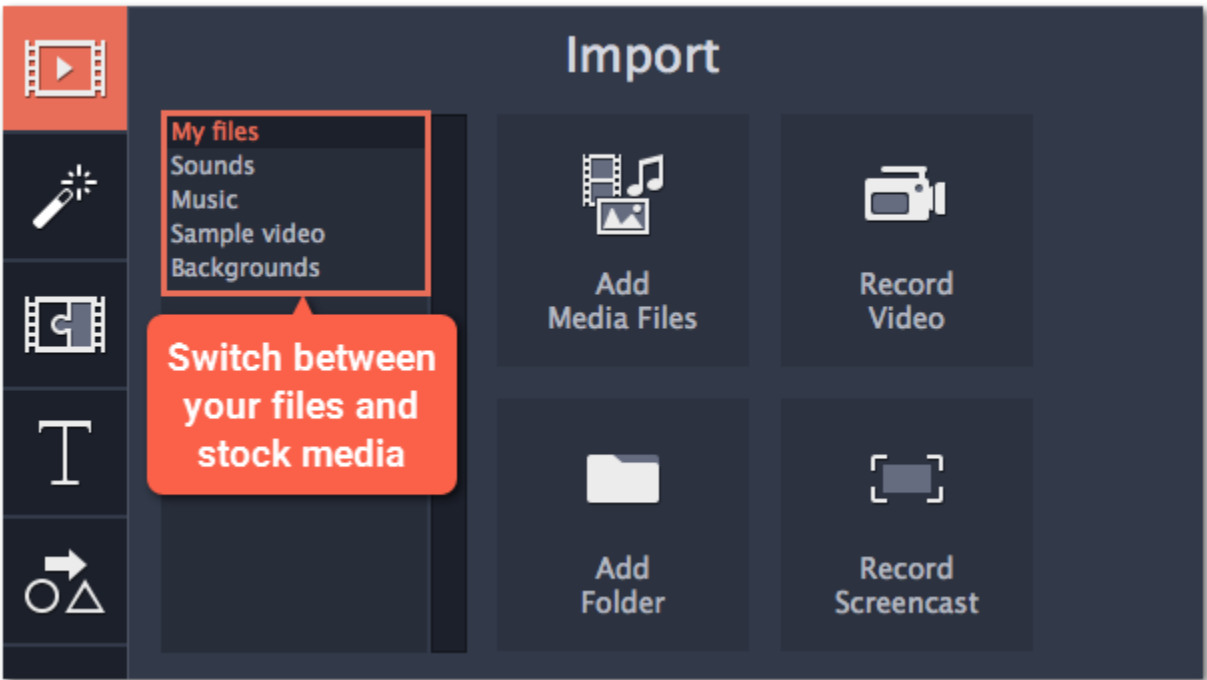 Import
My files
Sounds
Music
Sample video
Backgrounds
Switch between
your files and
stock media
Add
Media Files
Record
Video
Add
Folder
Record
Screencast